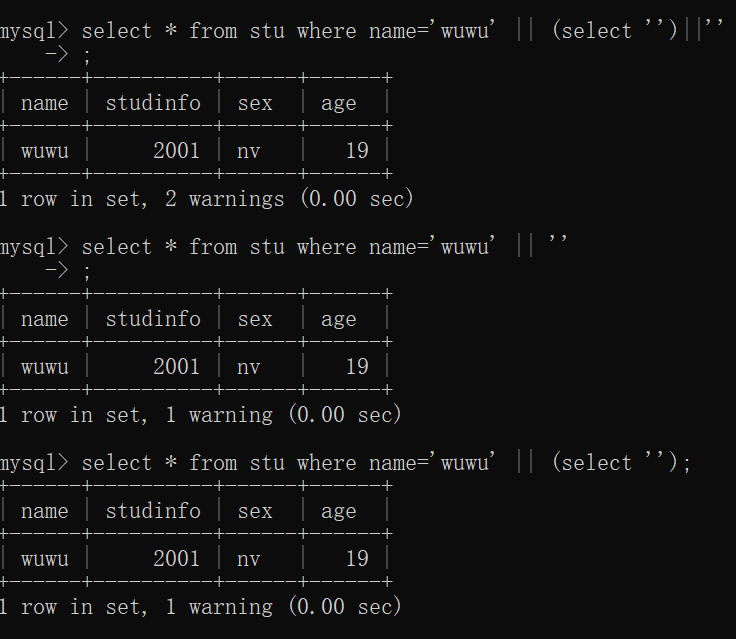 mysql> select * from stu where name='wuwu' || (select '')||''
    -> ;
+------+----------+------+------+
| name | studinfo | sex  | age  |
+------+----------+------+------+
| wuwu |     2001 | nv   |   19 |
+------+----------+------+------+
1 row in set, 2 warnings (0.00 sec)
mysql> select * from stu where name='wuwu' || ''
    -> ;
+------+----------+------+------+
| name | studinfo | sex  | age  |
+------+----------+------+------+
| wuwu |     2001 | nv   |   19 |
+------+----------+------+------+
1 row in set, 1 warning (0.00 sec)
mysql> select * from stu where name='wuwu' || (select '');
+------+----------+------+------+
| name | studinfo | sex  | age  |
+------+----------+------+------+
| wuwu |     2001 | nv   |   19 |
+------+----------+------+------+
1 row in set, 1 warning (0.00 sec)